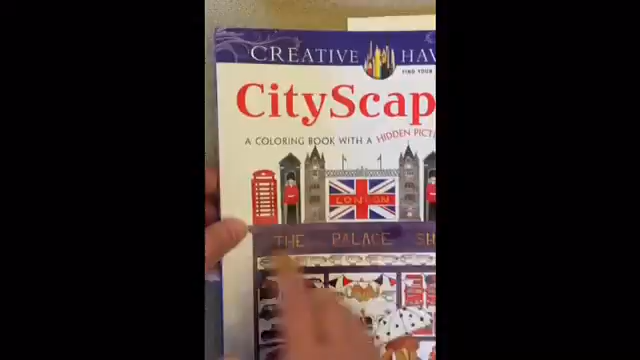 CREATIVE HAV
FIND YOUR
CityScap
A COLORING BOOK WITH A HIDDEN PICT
LONDON
THE PALACE SH